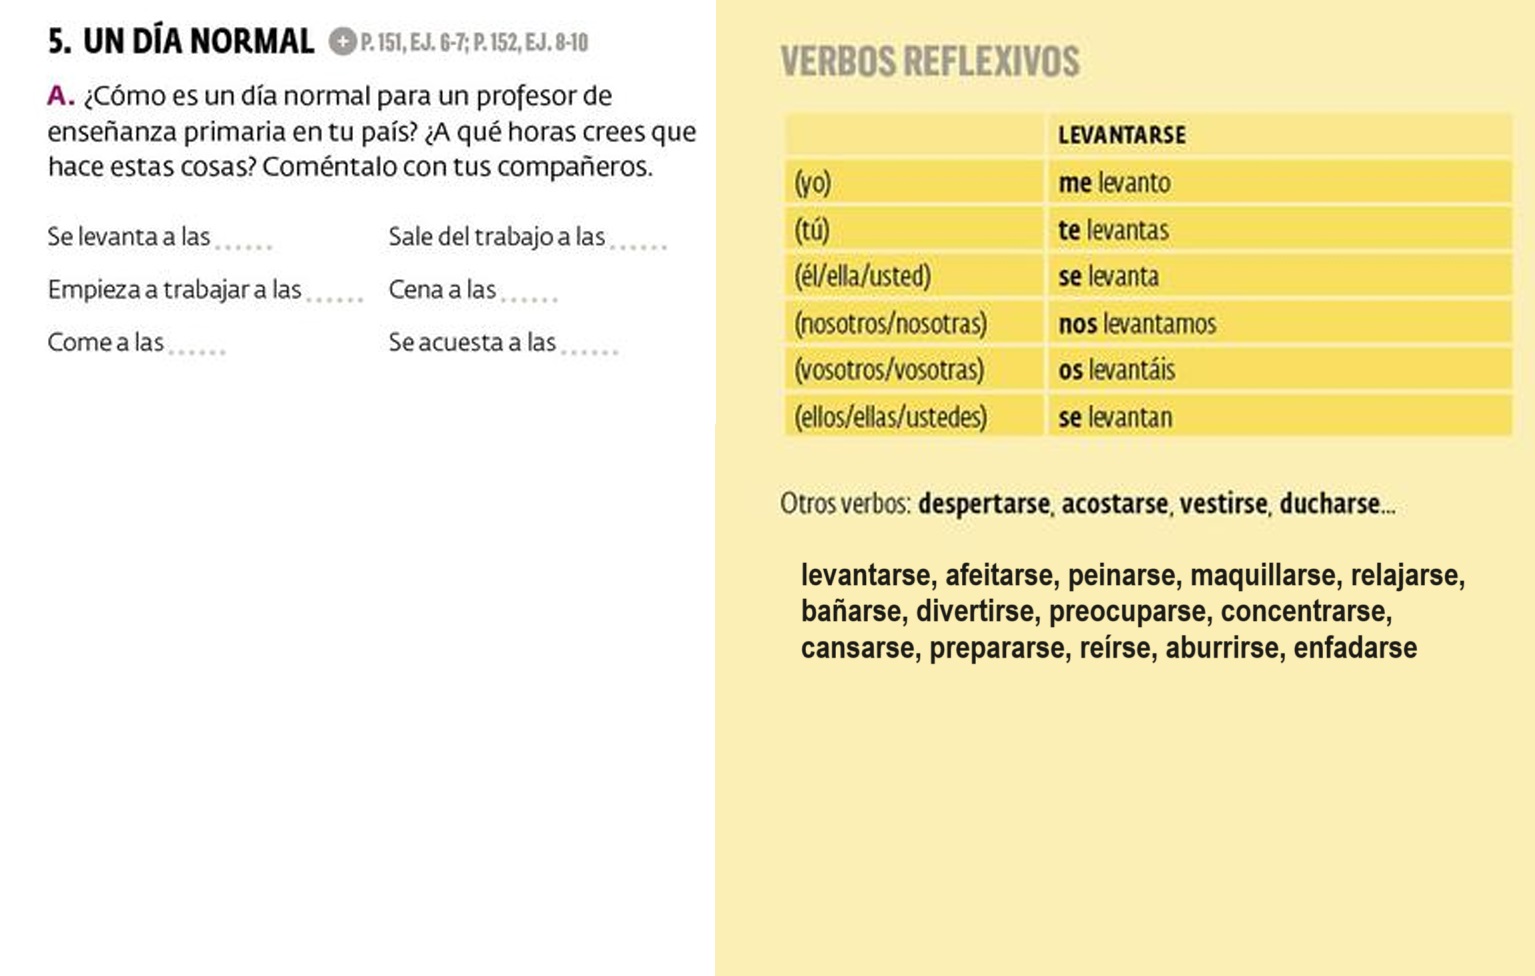 5. UN DÍA NORMAL + P. 151, EJ. 6-7; P. 152, EJ. 8-10
A. ¿Cómo es un día normal para un profesor de
enseñanza primaria en tu país? ¿A qué horas crees que
hace estas cosas? Coméntalo con tus compañeros.
Se levanta a las ...... Sale del trabajo a las ......
Empieza a trabajar a las ...... Cena a las ......
Come a las ...... Se acuesta a las ......
VERBOS REFLEXIVOS
LEVANTARSE
(yo) me levanto
(tú) te levantas
(él/ella/usted) se levanta
(nosotros/nosotras) nos levantamos
(vosotros/vosotras) os levantáis
(ellos/ellas/ustedes) se levantan
Otros verbos: despertarse, acostarse, vestirse, ducharse...
levantarse, afeitarse, peinarse, maquillarse, relajarse,
bañarse, divertirse, preocuparse, concentrarse,
cansarse, prepararse, reírse, aburrirse, enfadarse